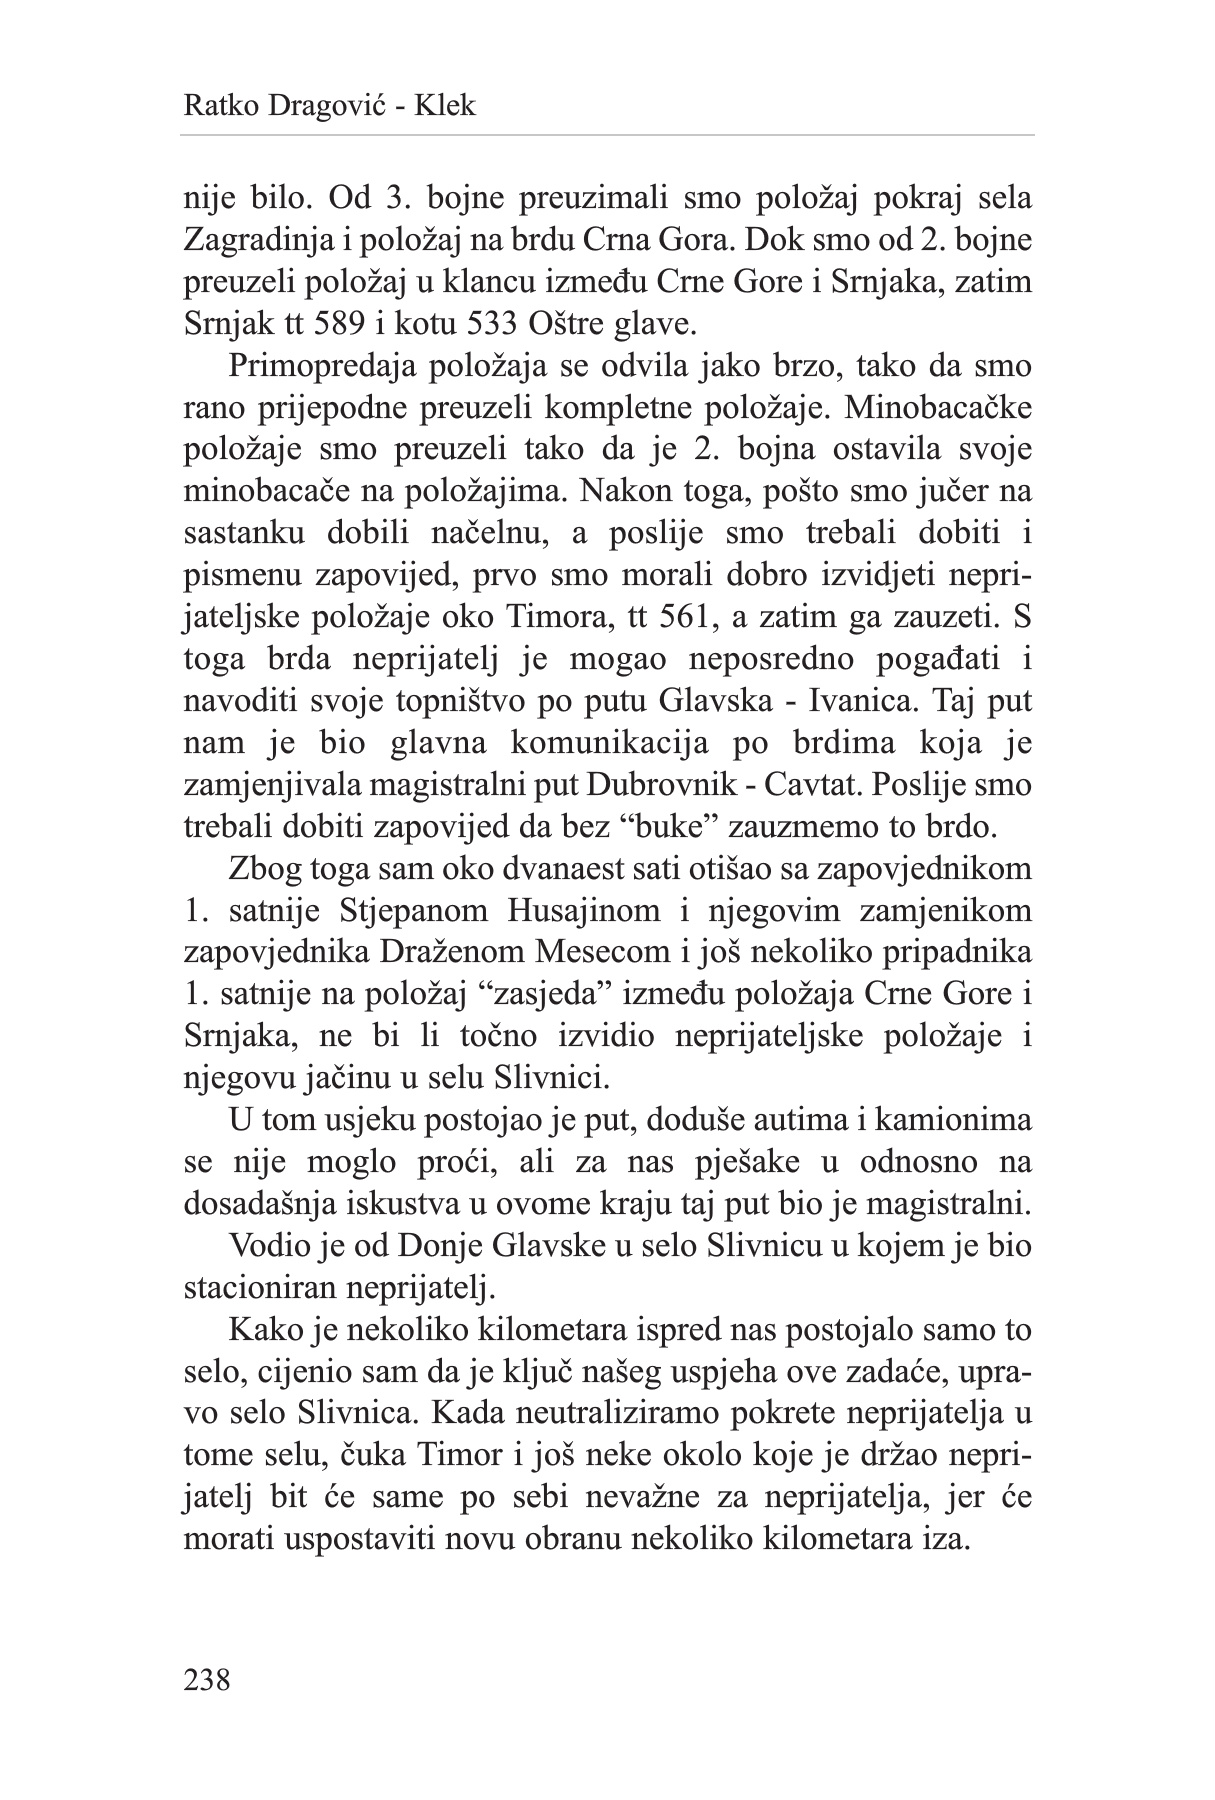 Ratko Dragović - Klek
nije bilo. Od 3. bojne preuzimali smo položaj pokraj sela
Zagradinja i položaj na brdu Crna Gora. Dok smo od 2. bojne
preuzeli položaj u klancu između Crne Gore i Srnjaka, zatim
Srnjak tt 589 i kotu 533 Oštre glave.
Primopredaja položaja se odvila jako brzo, tako da smo
rano prijepodne preuzeli kompletne položaje. Minobacačke
položaje smo preuzeli tako da je 2. bojna ostavila svoje
minobacače na položajima. Nakon toga, pošto smo jučer na
sastanku dobili načelnu, a poslije smo trebali dobiti i
pismenu zapovijed, prvo smo morali dobro izvidjeti nepri-
jateljske položaje oko Timora, tt 561, a zatim ga zauzeti. S
toga brda neprijatelj je mogao neposredno pogađati i
navoditi svoje topništvo po putu Glavska - Ivanica. Taj put
nam je bio glavna komunikacija po brdima koja je
zamjenjivala magistralni put Dubrovnik - Cavtat. Poslije smo
trebali dobiti zapovijed da bez “buke” zauzmemo to brdo.
Zbog toga sam oko dvanaest sati otišao sa zapovjednikom
1. satnije Stjepanom Husajinom i njegovim zamjenikom
zapovjednika Draženom Mesecom i još nekoliko pripadnika
1. satnije na položaj “zasjeda” između položaja Crne Gore i
Srnjaka, ne bi li točno izvidio neprijateljske položaje i
njegovu jačinu u selu Slivnici.
U tom usjeku postojao je put, doduše autima i kamionima
se nije moglo proći, ali za nas pješake u odnosno na
dosadašnja iskustva u ovome kraju taj put bio je magistralni.
Vodio je od Donje Glavske u selo Slivnicu u kojem je bio
stacioniran neprijatelj.
Kako je nekoliko kilometara ispred nas postojalo samo to
selo, cijenio sam da je ključ našeg uspjeha ove zadaće, upra-
vo selo Slivnica. Kada neutraliziramo pokrete neprijatelja u
tome selu, čuka Timor i još neke okolo koje je držao nepri-
jatelj bit će same po sebi nevažne za neprijatelja, jer će
morati uspostaviti novu obranu nekoliko kilometara iza.
238